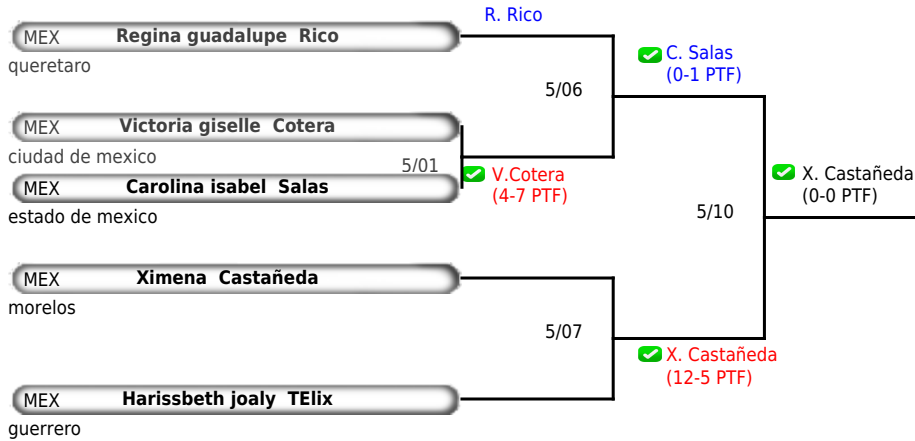 R. Rico
MEX Regina guadalupe Rico
queretaro
C. Salas
(0-1 PTF)
5/06
MEX Victoria giselle Cotera
ciudad de mexico
5/01
V.Cotera
(4-7 PTF)
MEX Carolina isabel Salas
estado de mexico
X. Castañeda
(0-0 PTF)
5/10
MEX Ximena Castañeda
morelos
5/07
X. Castañeda
(12-5 PTF)
MEX Harissbeth joaly TElix
guerrero